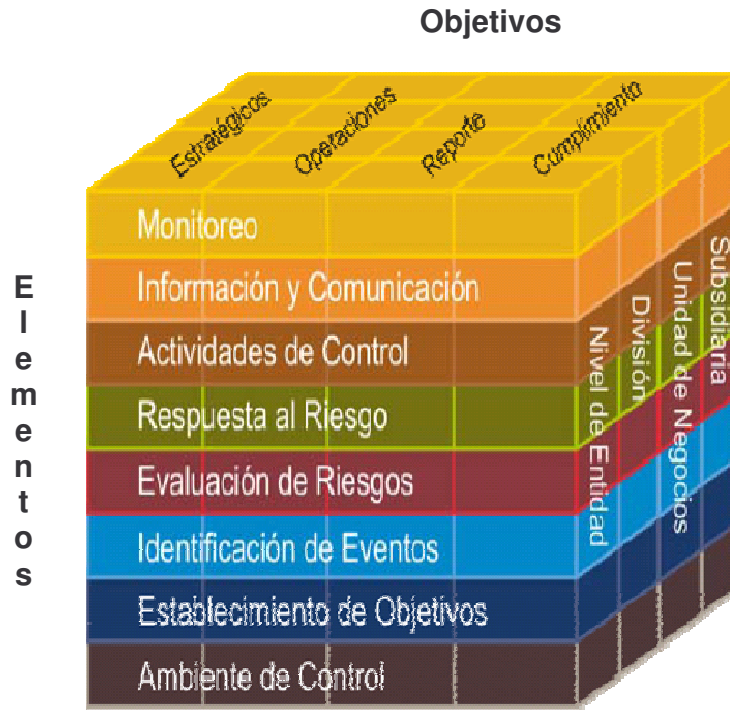 Objetivos
Estratégicos
Operaciones
Reporte
Cumplimiento
Elementos
Monitoreo
Información y Comunicación
Actividades de Control
Respuesta al Riesgo
Evaluación de Riesgos
Identificación de Eventos
Establecimiento de Objetivos
Ambiente de Control
Nivel de Entidad
División
Unidad de Negocios
Subsidiaria